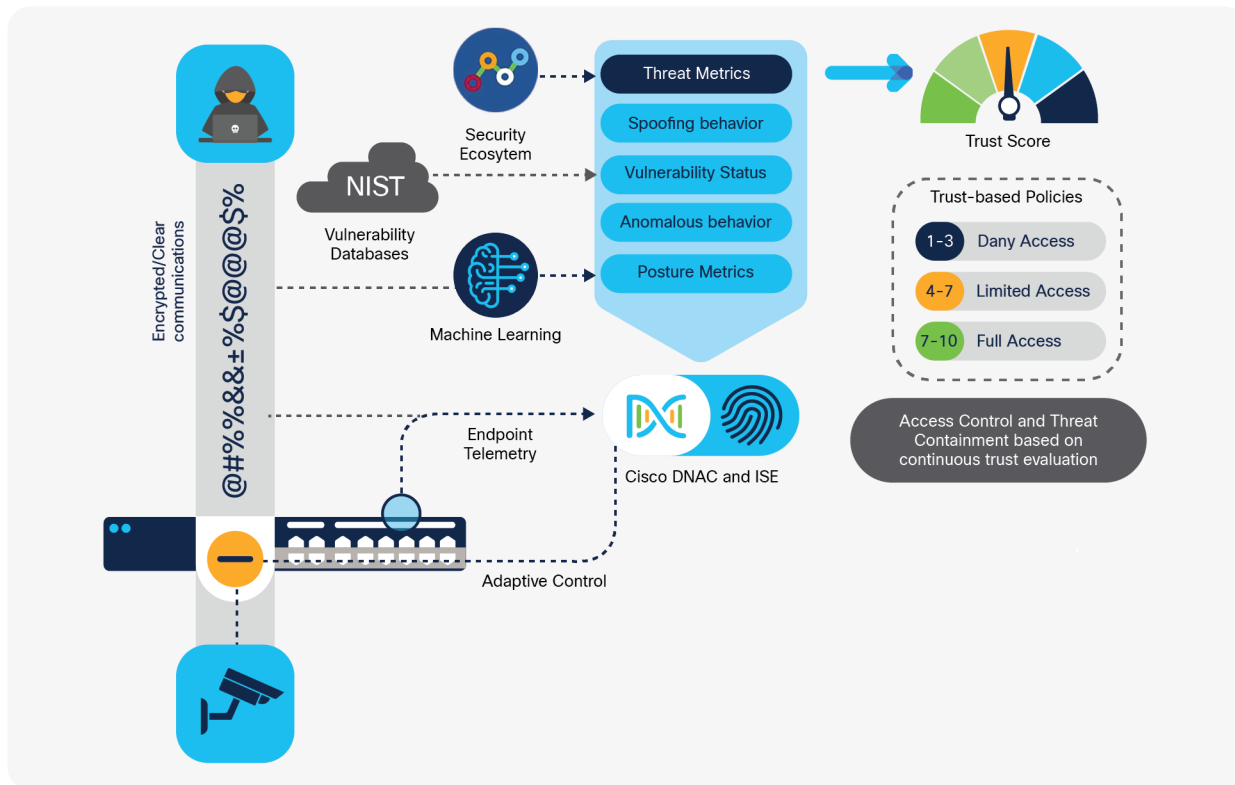 Encrypted/Clear
communications
@#%%&&±%$@@@$%
Security
Ecosytem
NIST
Vulnerability
Databases
Machine Learning
Threat Metrics
Spoofing behavior
Vulnerability Status
Anomalous behavior
Posture Metrics
Endpoint
Telemetry
Cisco DNAC and ISE
Adaptive Control
Trust Score
Trust-based Policies
1-3 Dany Access
4-7 Limited Access
7-10 Full Access
Access Control and Threat
Containment based on
continuous trust evaluation